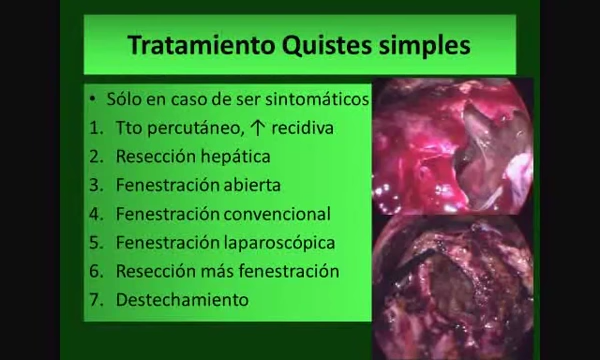 Tratamiento Quistes simples
• Sólo en caso de ser sintomáticos
1. Tto percutáneo, ↑ recidiva
2. Resección hepática
3. Fenestración abierta
4. Fenestración convencional
5. Fenestración laparoscópica
6. Resección más fenestración
7. Destechamiento